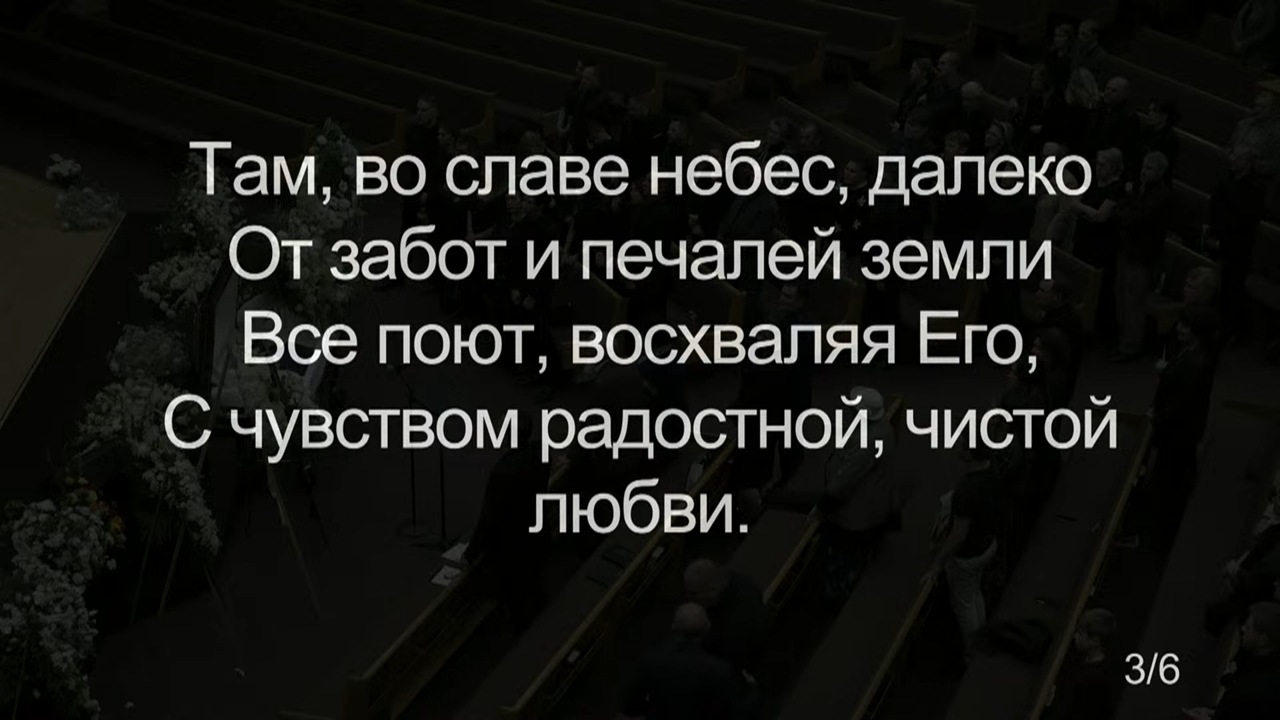 Там, во славе небес, далеко
От забот и печалей земли
Все поют, восхваляя Его,
С чувством радостной, чистой
любви.
3/6